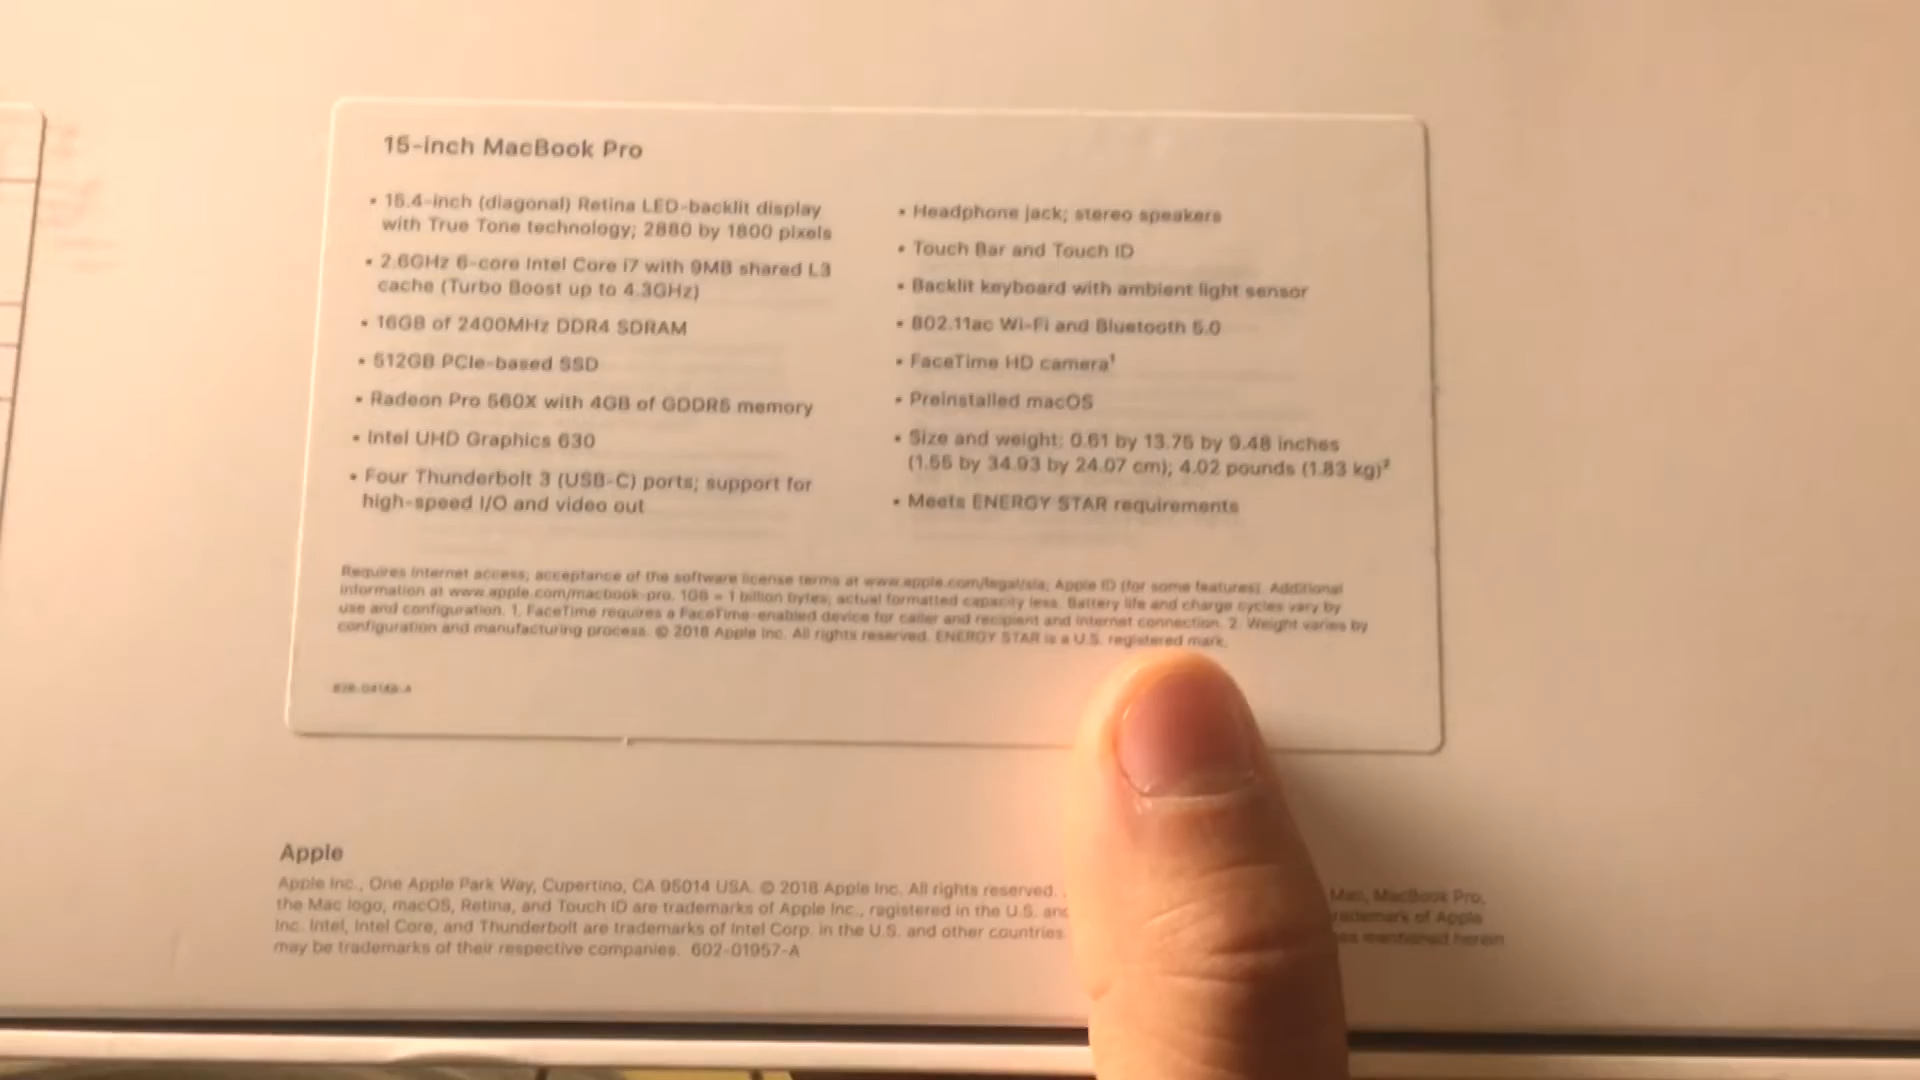 15-inch MacBook Pro
• 15.4-inch (diagonal) Retina LED-backlit display
with True Tone technology; 2880 by 1800 pixels
• 2.6GHz 6-core Intel Core i7 with 9MB shared L3
cache (Turbo Boost up to 4.3GHz)
• 16GB of 2400MHz DDR4 SDRAM
• 512GB PCIe-based SSD
• Radeon Pro 560X with 4GB of GDDR5 memory
• Intel UHD Graphics 630
• Four Thunderbolt 3 (USB-C) ports; support for
high-speed I/O and video out
• Headphone jack; stereo speakers
• Touch Bar and Touch ID
• Backlit keyboard with ambient light sensor
• 802.11ac Wi-Fi and Bluetooth 5.0
• FaceTime HD camera¹
• Preinstalled macOS
• Size and weight: 0.61 by 13.75 by 9.48 inches
(1.55 by 34.93 by 24.07 cm); 4.02 pounds (1.83 kg)²
• Meets ENERGY STAR requirements
Requires Internet access; acceptance of the software license terms at www.apple.com/legal/sla; Apple ID (for some features). Additional
information at www.apple.com/macbook-pro. 1GB = 1 billion bytes; actual formatted capacity less. Battery life and charge cycles vary by
use and configuration. 1. FaceTime requires a FaceTime-enabled device for caller and recipient and Internet connection. 2. Weight varies by
configuration and manufacturing process. © 2018 Apple Inc. All rights reserved. ENERGY STAR is a U.S. registered mark.
Apple
Apple Inc., One Apple Park Way, Cupertino, CA 95014 USA. © 2018 Apple Inc. All rights reserved. Mac, MacBook Pro,
the Mac logo, macOS, Retina, and Touch ID are trademarks of Apple Inc., registered in the U.S. and of Apple
Inc. Intel, Intel Core, and Thunderbolt are trademarks of Intel Corp. in the U.S. and other countries. mentioned herein
may be trademarks of their respective companies. 602-01957-A